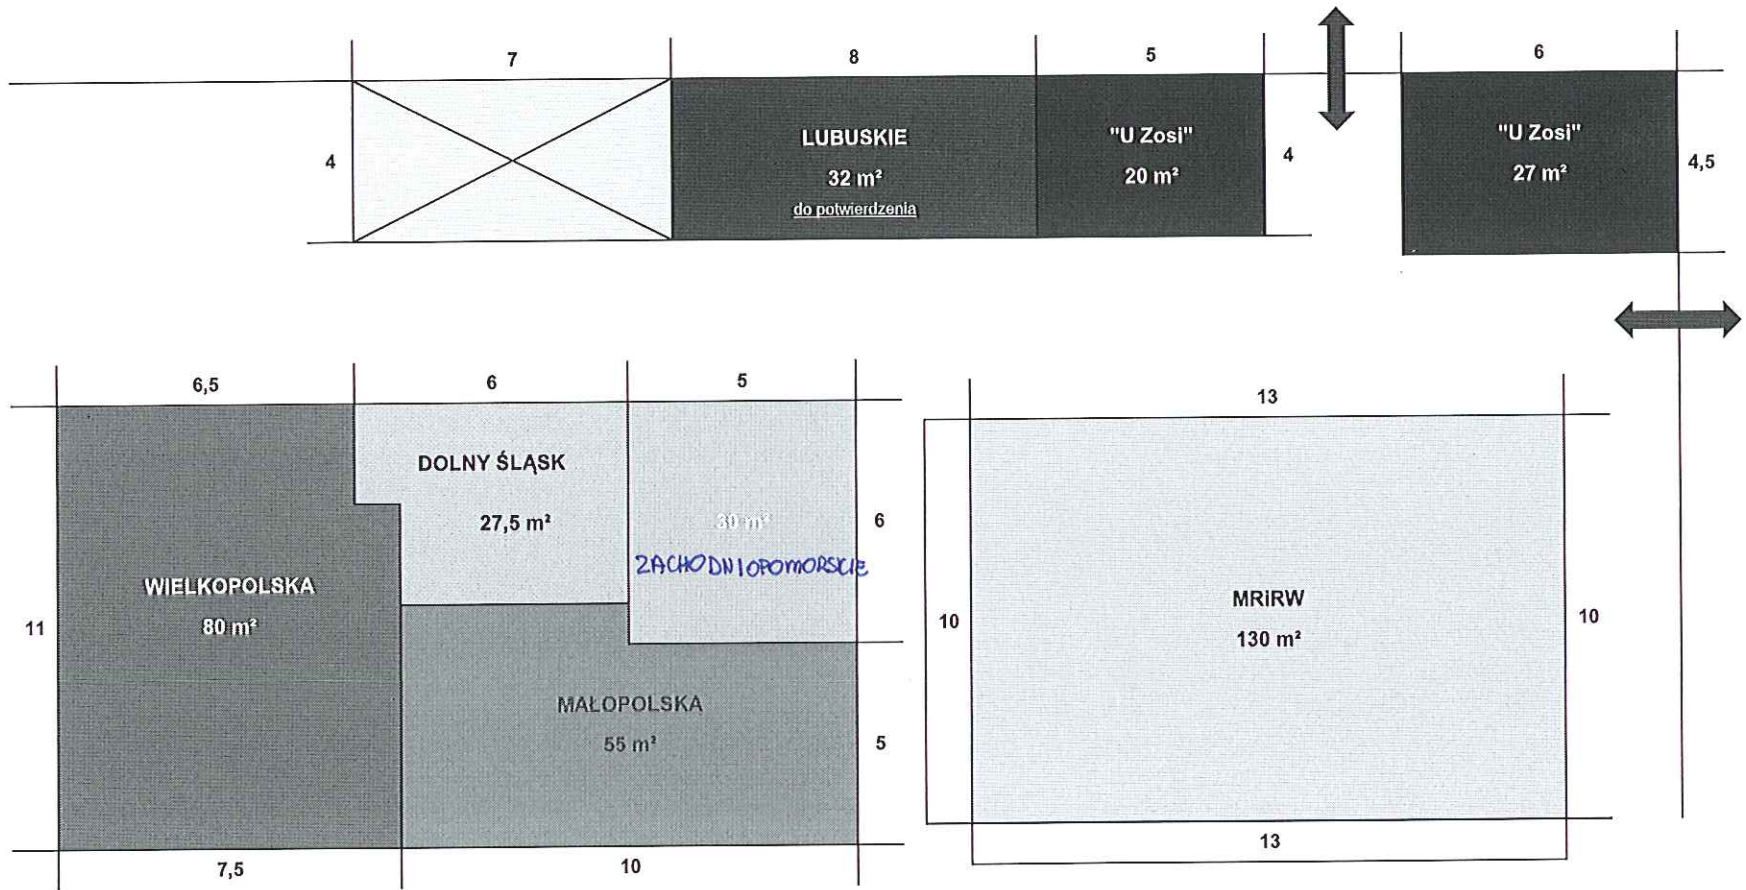 7
8
5
6
4
LUBUSKIE
32 m²
do potwierdzenia
"U Zosi"
20 m²
4
"U Zosi"
27 m²
4,5
6,5
6
5
13
DOLNY ŚLĄSK
27,5 m²
30 m²
ZACHODNIOPOMORSKIE
6
WIELKOPOLSKA
80 m²
11
MRiRW
130 m²
10
10
MAŁOPOLSKA
55 m²
5
7,5
10
13